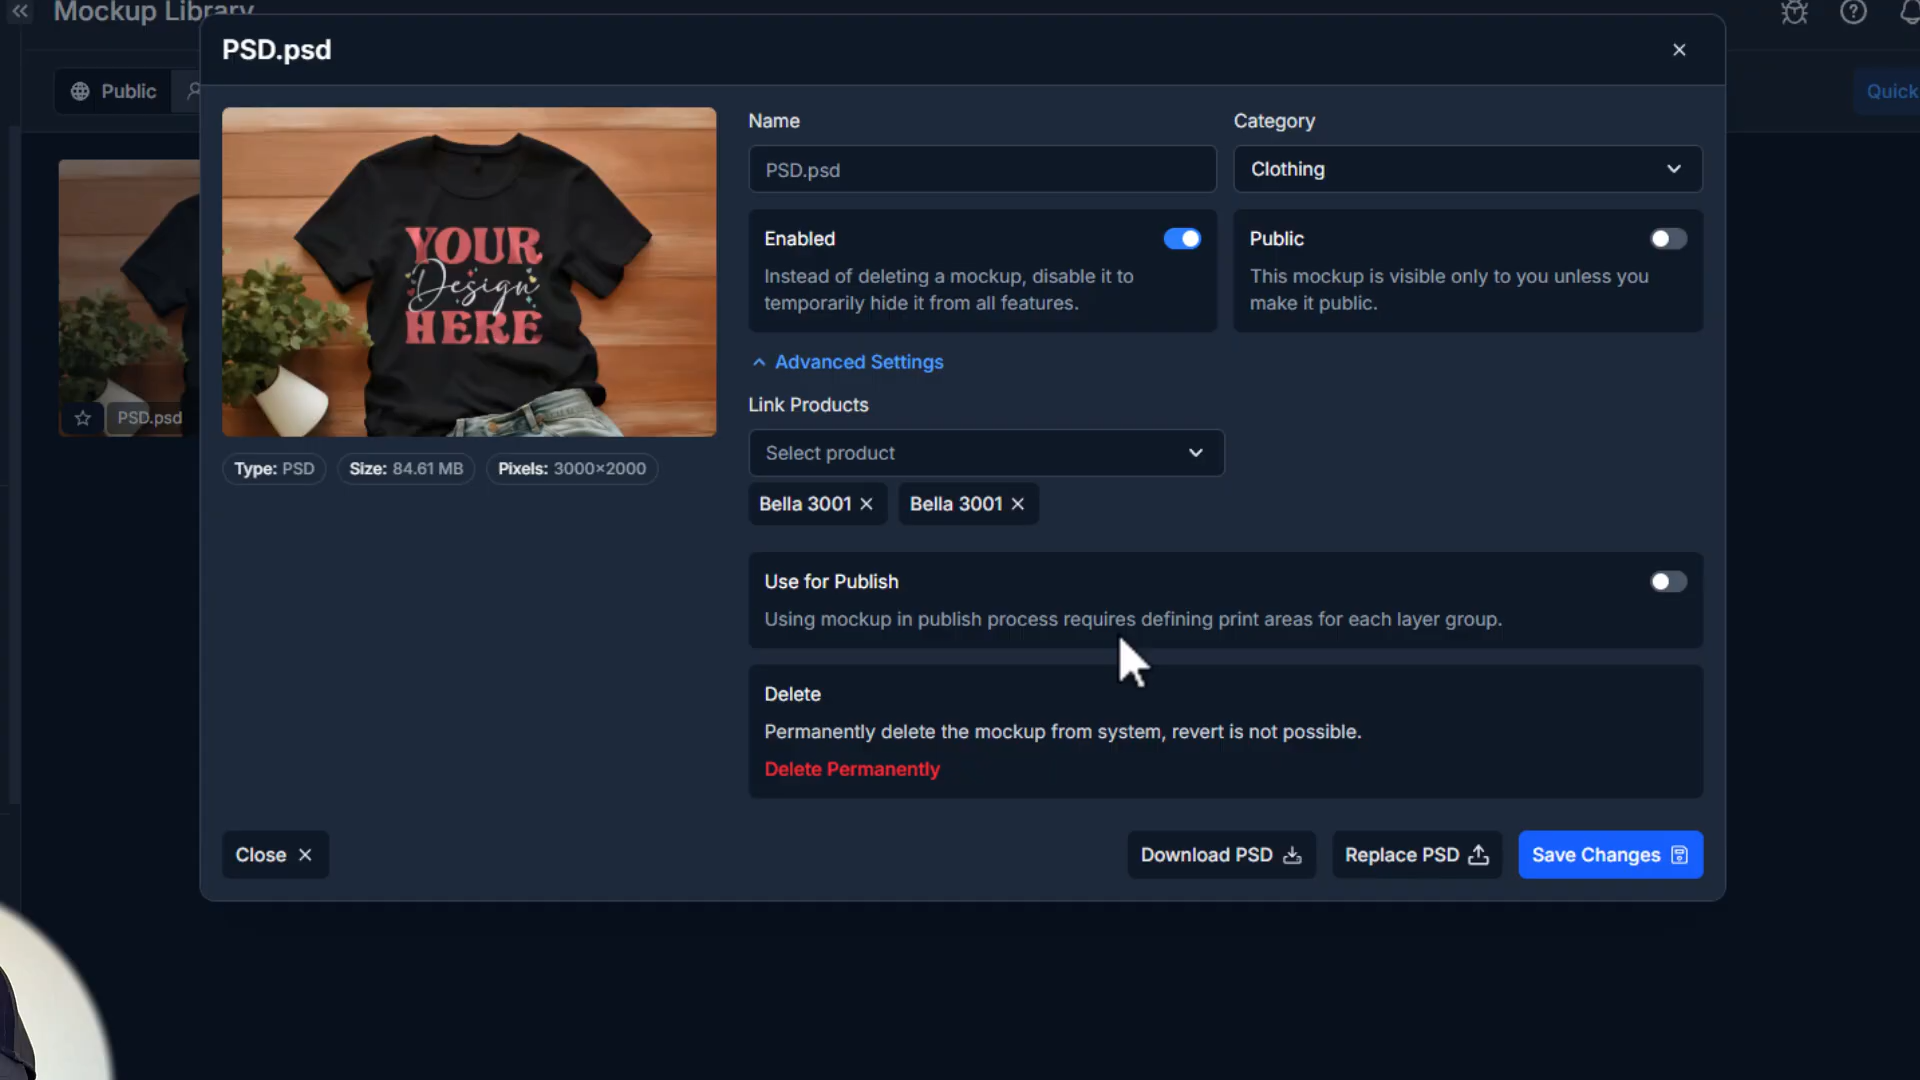 Mockup Library
PSD.psd
Public
Quick
PSD.psd
YOUR
Design
HERE
Type: PSD
Size: 84.61 MB
Pixels: 3000×2000
Name
PSD.psd
Category
Clothing
Enabled
Instead of deleting a mockup, disable it to
temporarily hide it from all features.
Public
This mockup is visible only to you unless you
make it public.
Advanced Settings
Link Products
Select product
Bella 3001
Bella 3001
Use for Publish
Using mockup in publish process requires defining print areas for each layer group.
Delete
Permanently delete the mockup from system, revert is not possible.
Delete Permanently
Close
Download PSD
Replace PSD
Save Changes